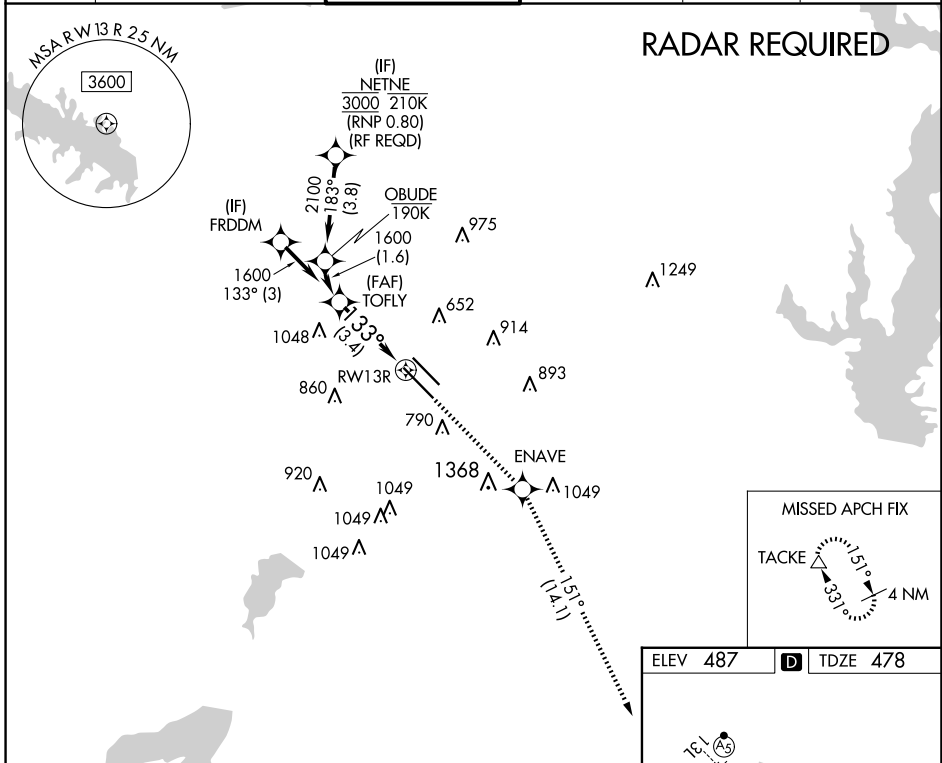 MSA RW 13 R 25 NM
3600
RADAR REQUIRED
(IF)
NETNE
3000 210K
(RNP 0.80)
(RF REQD)
2100
183°
(3.8)
OBUDE
190K
(IF)
FRDDM
1600
(1.6)
975
1249
1600
133° (3)
(FAF)
TOFLY
652
1048
133°
(3.4)
914
RW13R
893
860
790
ENAVE
1368
1049
920
1049
1049
1049
151°
(14.1)
MISSED APCH FIX
TACKE
151°
331°
4 NM
ELEV 487
D
TDZE 478
13L
A5